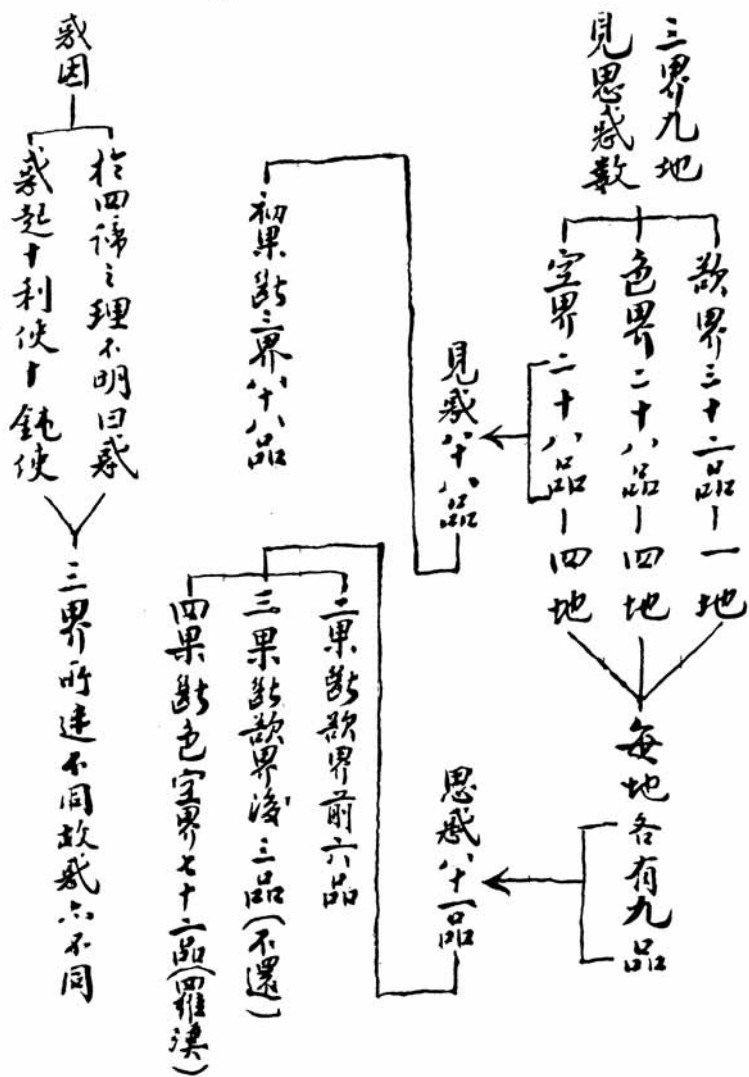 三界九地
見思惑數
欲界三十二品—一地
色界二十八品—四地
空界二十八品—四地
每地各有九品
見惑八十八品
思惑八十一品
初果斷三界八十八品
二果斷欲界前六品
三果斷欲界後三品(不還)
四果斷色空界七十二品(羅漢)
惑因
於四諦之理不明曰惑
惑起十利使十鈍使
三界所迷不同故惑亦不同